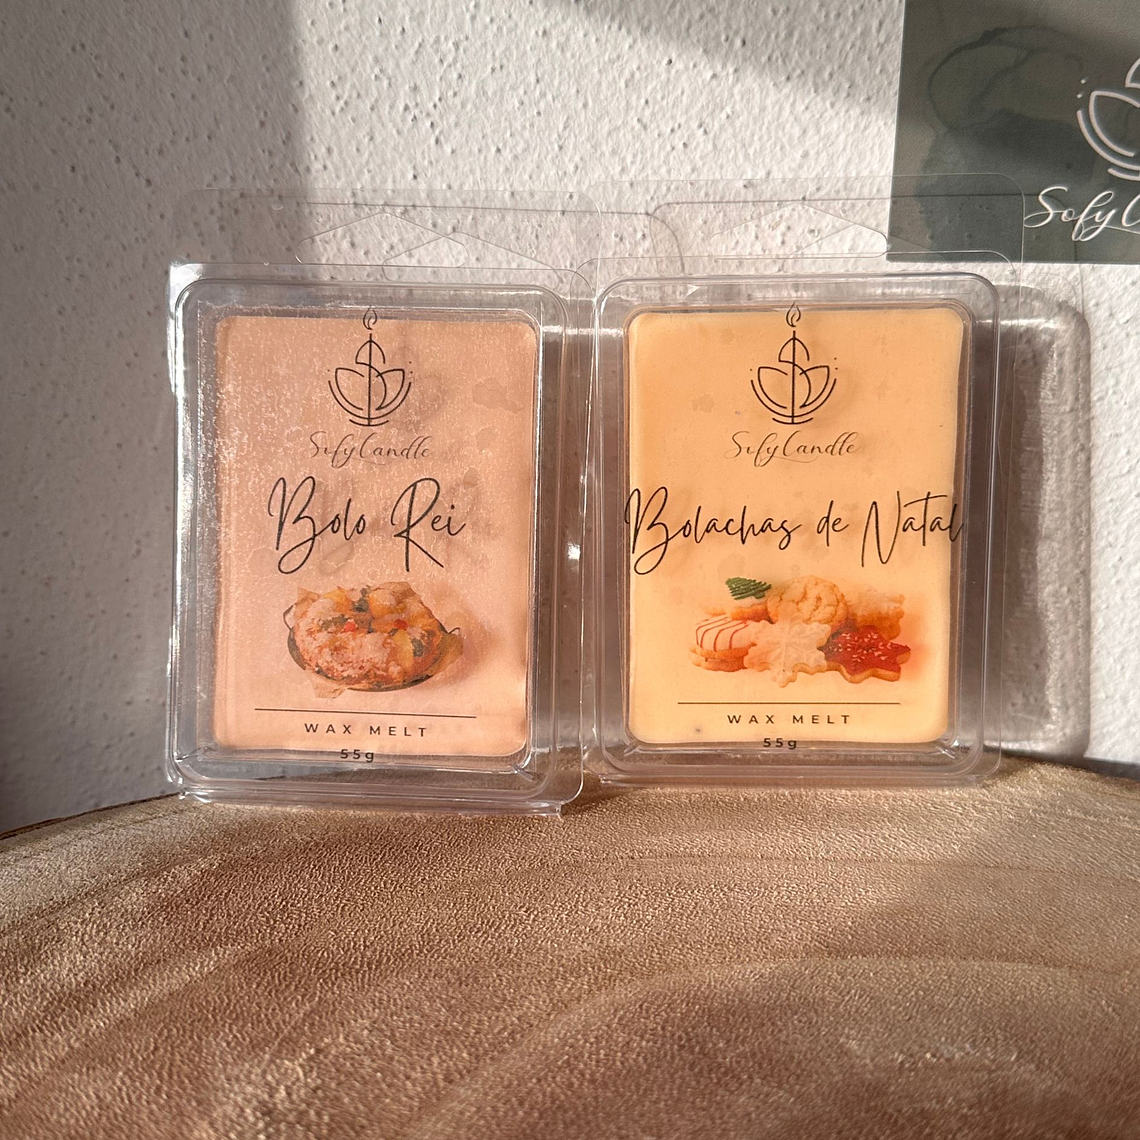 SofyCandle
Bolo Rei
WAX MELT
55g
SofyCandle
Bolachas de Natal
WAX MELT
55g
Sofy C